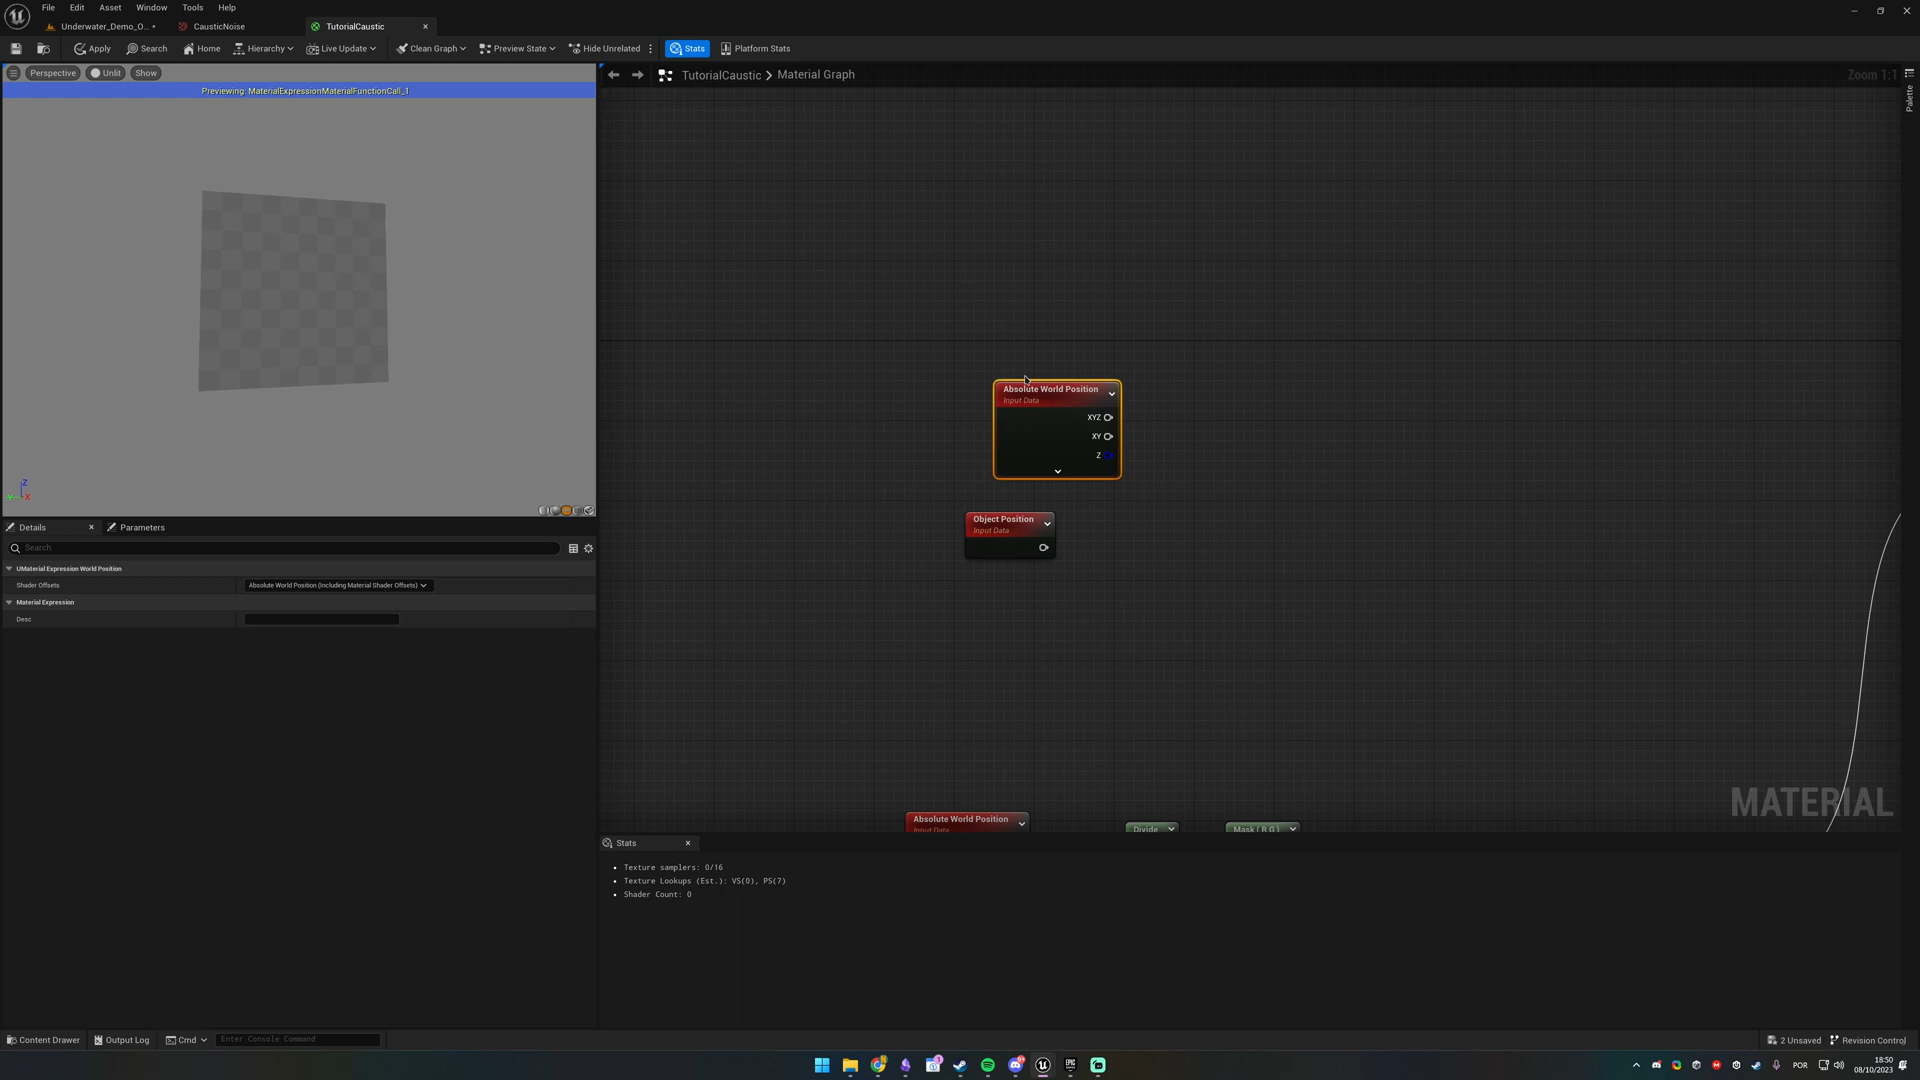 File Edit Asset Window Tools Help
Underwater_Demo_O... • CausticNoise TutorialCaustic
Apply Search Home Hierarchy Live Update Clean Graph Preview State Hide Unrelated Stats Platform Stats
Perspective Unlit Show
TutorialCaustic > Material Graph
Zoom 1:1
Palette
Previewing: MaterialExpressionMaterialFunctionCall_1
Absolute World Position
Input Data
XYZ
XY
Z
Object Position
Input Data
Z
Y
X
Details Parameters
Search
UMaterial Expression World Position
Shader Offsets Absolute World Position (Including Material Shader Offsets)
Material Expression
Desc
MATERIAL
Absolute World Position
Input Data
Divide
Mask ( R G )
Stats
Texture samplers: 0/16
Texture Lookups (Est.): VS(0), PS(7)
Shader Count: 0
Content Drawer Output Log Cmd Enter Console Command 2 Unsaved Revision Control
POR
18:50
08/10/2023